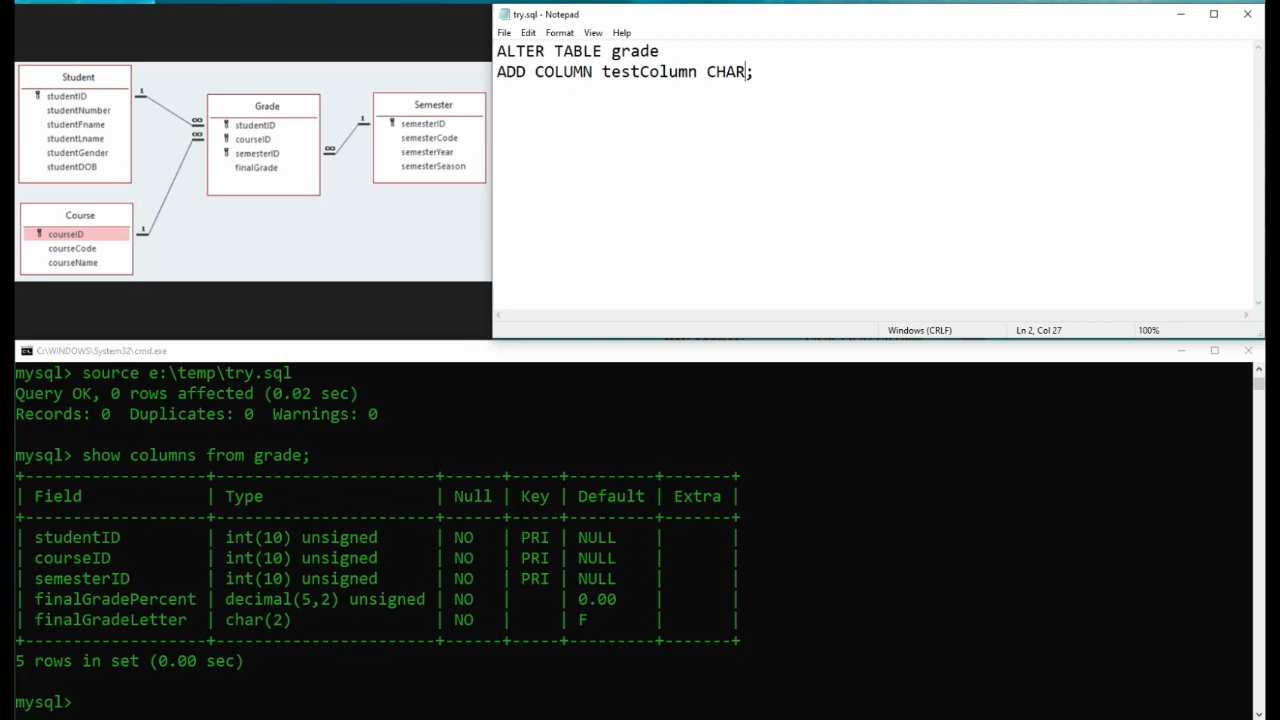 Student
studentID
studentNumber
studentFname
studentLname
studentGender
studentDOB
1
∞
∞
Grade
studentID
courseID
semesterID
finalGrade
1
∞
Semester
semesterID
semesterCode
semesterYear
semesterSeason
Course
courseID
courseCode
courseName
1
try.sql - Notepad
File Edit Format View Help
ALTER TABLE grade
ADD COLUMN testColumn CHAR;
Windows (CRLF) Ln 2, Col 27 100%
C:\WINDOWS\System32\cmd.exe
mysql> source e:\temp\try.sql
Query OK, 0 rows affected (0.02 sec)
Records: 0  Duplicates: 0  Warnings: 0
mysql> show columns from grade;
+--------------------+-----------------------+------+-----+---------+-------+
| Field              | Type                  | Null | Key | Default | Extra |
+--------------------+-----------------------+------+-----+---------+-------+
| studentID          | int(10) unsigned      | NO   | PRI | NULL    |       |
| courseID           | int(10) unsigned      | NO   | PRI | NULL    |       |
| semesterID         | int(10) unsigned      | NO   | PRI | NULL    |       |
| finalGradePercent  | decimal(5,2) unsigned | NO   |     | 0.00    |       |
| finalGradeLetter   | char(2)               | NO   |     | F       |       |
+--------------------+-----------------------+------+-----+---------+-------+
5 rows in set (0.00 sec)
mysql>